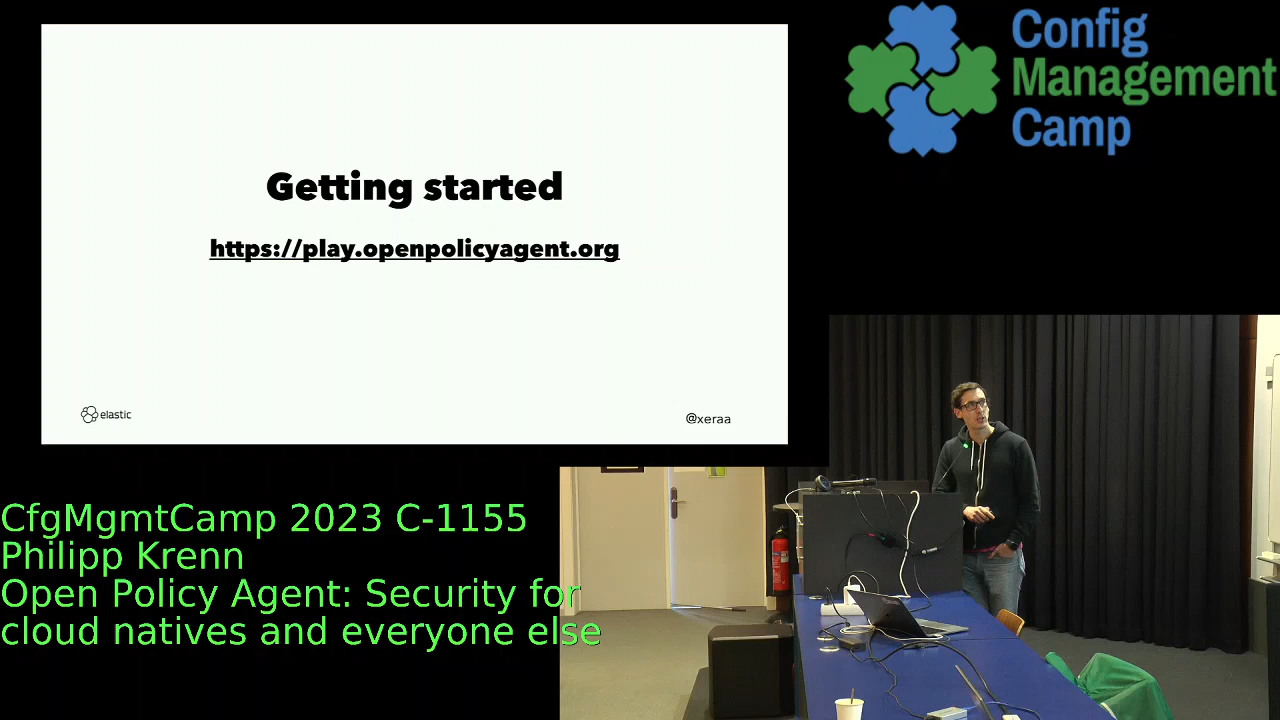 Getting started
https://play.openpolicyagent.org
elastic
@xeraa
Config
Management
Camp
CfgMgmtCamp 2023 C-1155
Philipp Krenn
Open Policy Agent: Security for
cloud natives and everyone else